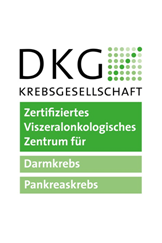 DKG
KREBSGESELLSCHAFT
Zertifiziertes
Viszeralonkologisches
Zentrum für
Darmkrebs
Pankreaskrebs